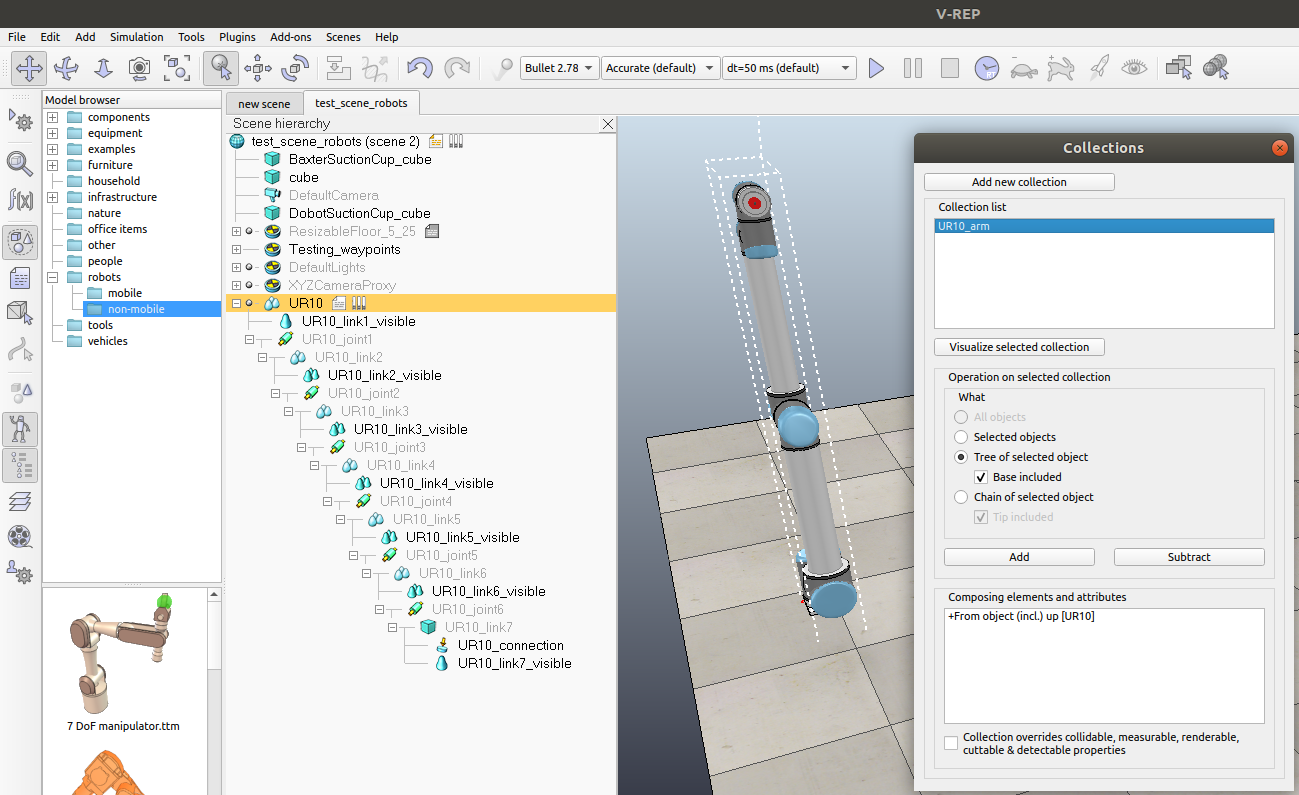 V-REP
File Edit Add Simulation Tools Plugins Add-ons Scenes Help
Bullet 2.78 Accurate (default) dt=50 ms (default) RT
Model browser
components
equipment
examples
furniture
household
infrastructure
nature
office items
other
people
robots
mobile
non-mobile
tools
vehicles
f(x)
7 DoF manipulator.ttm
new scene test_scene_robots
Scene hierarchy
test_scene_robots (scene 2)
BaxterSuctionCup_cube
cube
DefaultCamera
DobotSuctionCup_cube
ResizableFloor_5_25
Testing_waypoints
DefaultLights
XYZCameraProxy
UR10
UR10_link1_visible
UR10_joint1
UR10_link2
UR10_link2_visible
UR10_joint2
UR10_link3
UR10_link3_visible
UR10_joint3
UR10_link4
UR10_link4_visible
UR10_joint4
UR10_link5
UR10_link5_visible
UR10_joint5
UR10_link6
UR10_link6_visible
UR10_joint6
UR10_link7
UR10_connection
UR10_link7_visible
Collections
Add new collection
Collection list
UR10_arm
Visualize selected collection
Operation on selected collection
What
All objects
Selected objects
Tree of selected object
Base included
Chain of selected object
Tip included
Add Subtract
Composing elements and attributes
+From object (incl.) up [UR10]
Collection overrides collidable, measurable, renderable,
cuttable & detectable properties